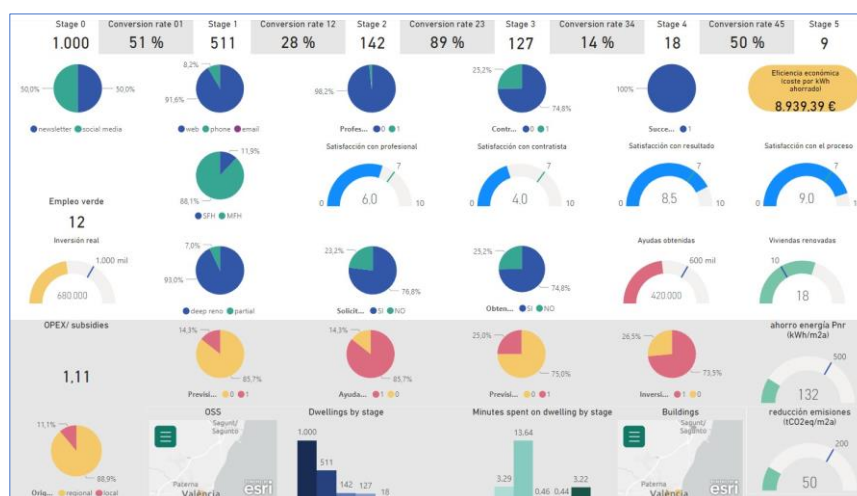 Stage 0 Conversion rate 01 Stage 1 Conversion rate 12 Stage 2 Conversion rate 23 Stage 3 Conversion rate 34 Stage 4 Conversion rate 45 Stage 5
1.000 51 % 511 28 % 142 89 % 127 14 % 18 50 % 9
50,0% 50,0%
newsletter social media
8,2%
91,6%
web phone email
98,2%
Profes... 0 1
25,2%
74,8%
Contr... 0 1
100%
Succe... 1
Eficiencia económica
(coste por kWh
ahorrado)
8.939,39 €
Empleo verde
12
11,9%
88,1%
SFH MFH
Satisfacción con profesional
7
0 6.0 10
Satisfacción con contratista
7
0 4.0 10
Satisfacción con resultado
7
0 8.5 10
Satisfacción con el proceso
7
0 9.0 10
Inversión real
1.000 mil
680.000
7,0%
93,0%
deep reno partial
23,2%
76,8%
Solicit... SI NO
25,2%
74,8%
Obten... SI NO
Ayudas obtenidas
600 mil
420.000
Viviendas renovadas
10
18
OPEX/ subsidies
1,11
14,3%
85,7%
Previsi... 0 1
14,3%
85,7%
Ayuda... 1 0
25,0%
75,0%
Previsi... 0 1
26,5%
73,5%
Inversi... 1 0
ahorro energía Pnr
(kWh/m2a)
500
132
11,1%
88,9%
Orig... regional local
OSS
Sagunt/
Sagunto
Paterna
València
esri
Dwellings by stage
1.000
511
142 127
18
Minutes spent on dwelling by stage
13.64
3.29
0.46 0.44
3.22
Buildings
Sagunt/
Sagunto
Paterna
València
esri
reducción emisiones
(tCO2eq/m2a)
200
50